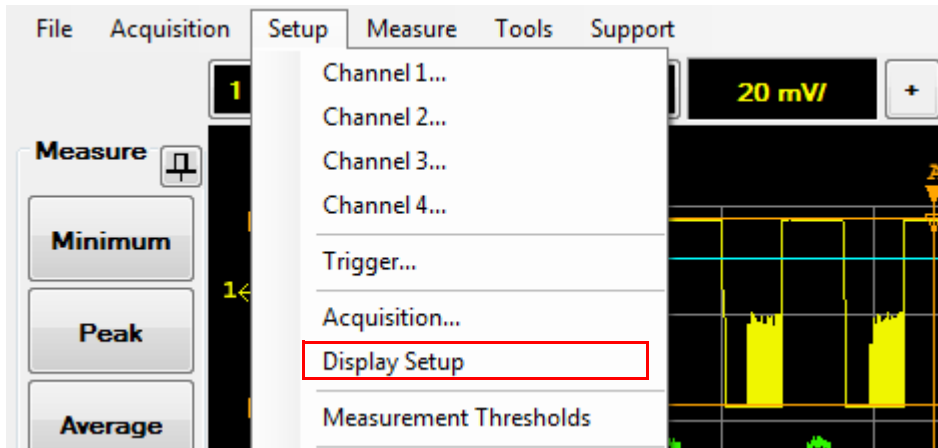 File Acquisition Setup Measure Tools Support
1 20 mV/ +
Channel 1...
Channel 2...
Channel 3...
Channel 4...
Trigger...
Acquisition...
Display Setup
Measurement Thresholds
Measure
Minimum
Peak
Average
1